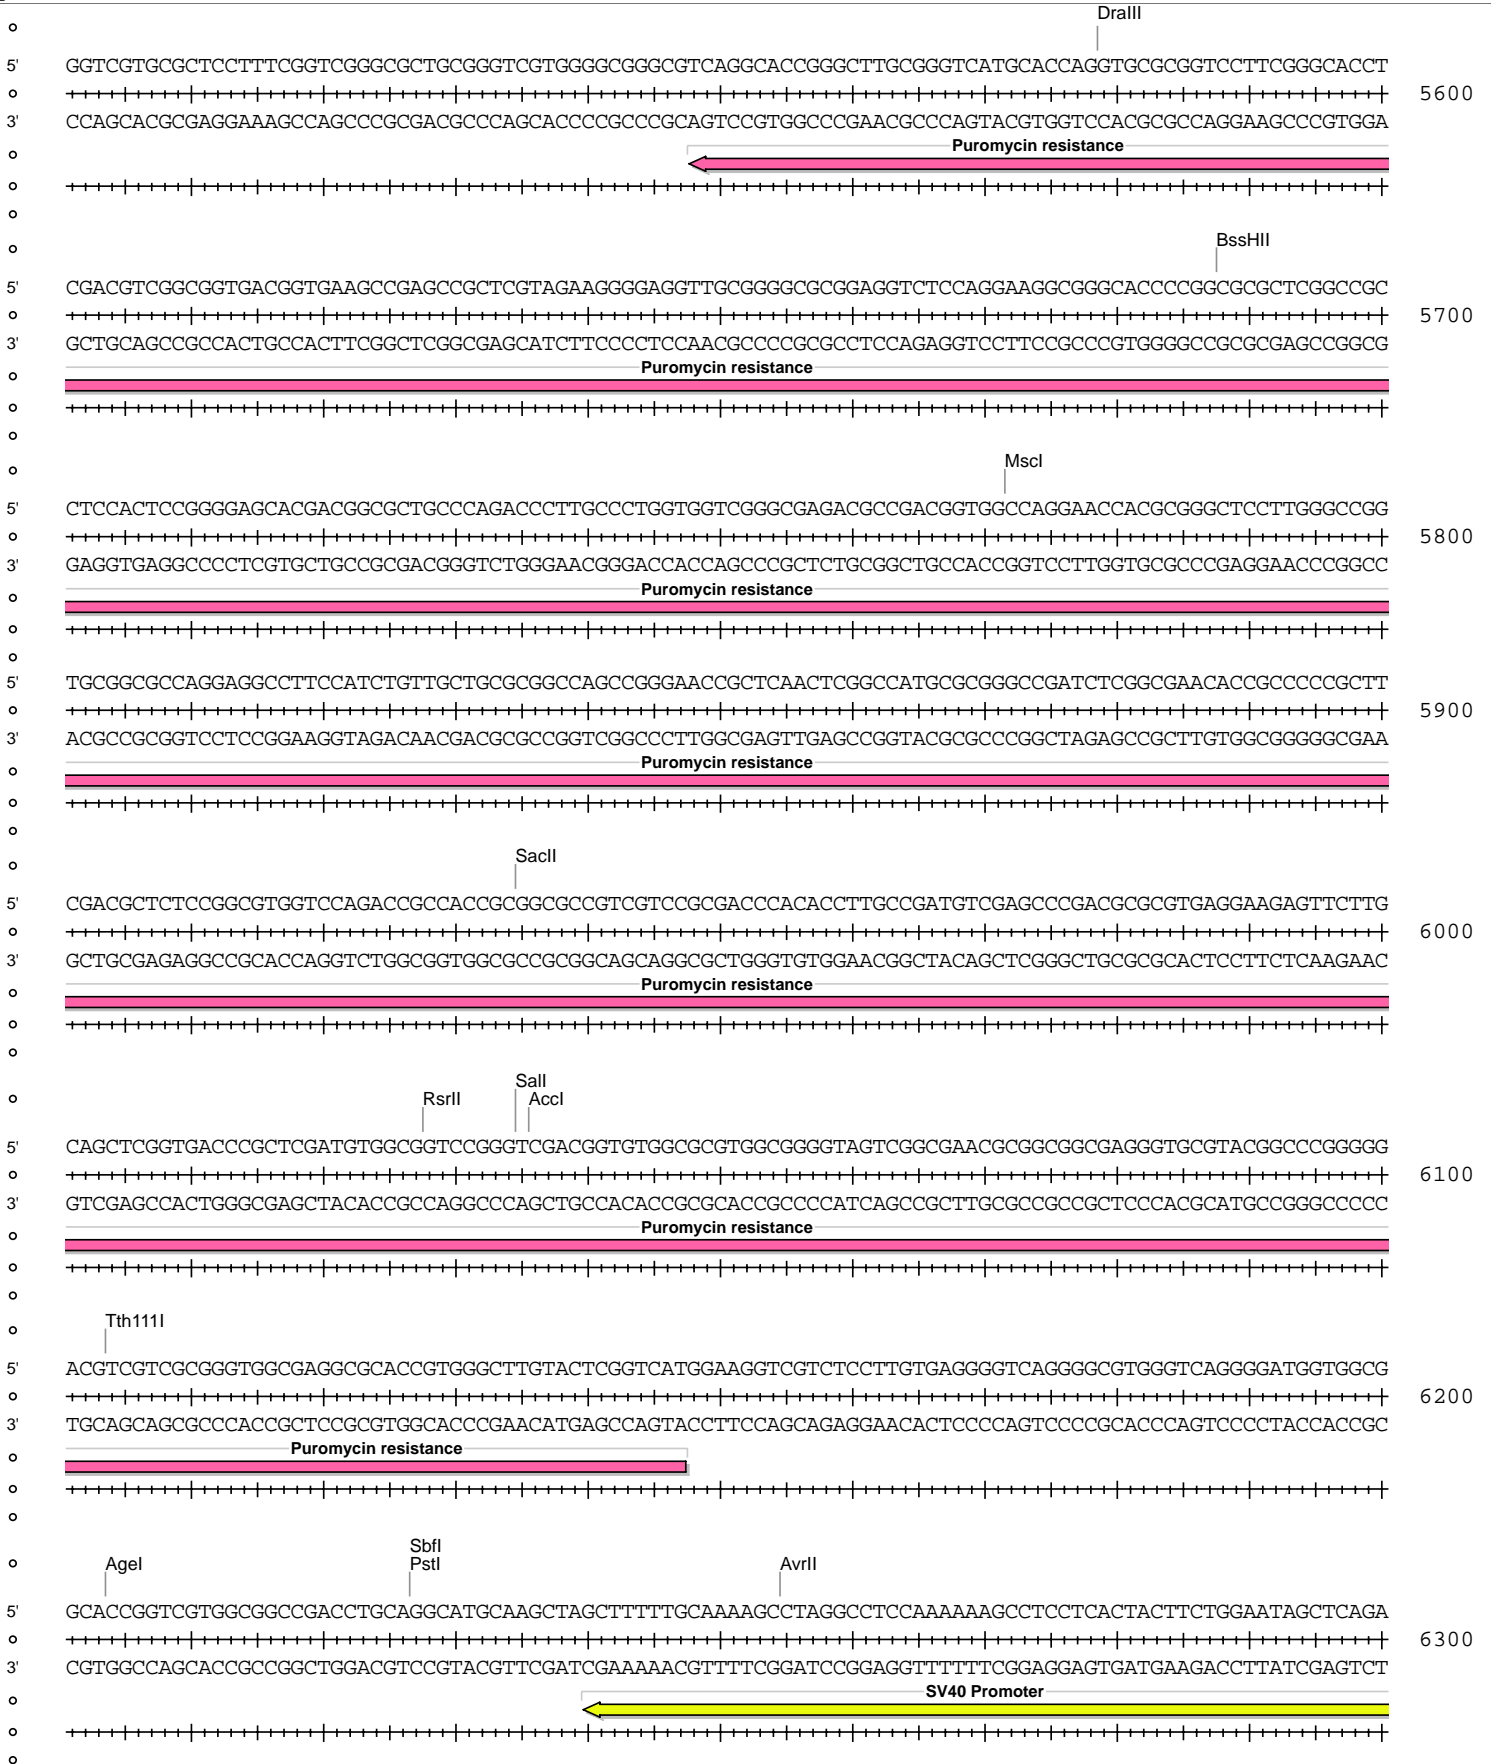 DraIII
5' GGTCGTGCGCTCCTTTCGGTCGGGCGCTGCGGGTCGTGGGGCGGGCGTCAGGCACCGGGCTTGCGGGTCATGCACCAGGTGCGCGGTCCTTCGGGCACCT
5600
3' CCAGCACGCGAGGAAAGCCAGCCCGCGACGCCCAGCACCCCGCCCGCAGTCCGTGGCCCGAACGCCCAGTACGTGGTCCACGCGCCAGGAAGCCCGTGGA
Puromycin resistance
BssHII
5' CGACGTCGGCGGTGACGGTGAAGCCGAGCCGCTCGTAGAAGGGGAGGTTGCGGGGCGCGGAGGTCTCCAGGAAGGCGGGCACCCCGGCGCGCTCGGCCGC
5700
3' GCTGCAGCCGCCACTGCCACTTCGGCTCGGCGAGCATCTTCCCCTCCAACGCCCCGCGCCTCCAGAGGTCCTTCCGCCCGTGGGGCCGCGCGAGCCGGCG
Puromycin resistance
MscI
5' CTCCACTCCGGGGAGCACGACGGCGCTGCCCAGACCCTTGCCCTGGTGGTCGGGCGAGACGCCGACGGTGGCCAGGAACCACGCGGGCTCCTTGGGCCGG
5800
3' GAGGTGAGGCCCCTCGTGCTGCCGCGACGGGTCTGGGAACGGGACCACCAGCCCGCTCTGCGGCTGCCACCGGTCCTTGGTGCGCCCGAGGAACCCGGCC
Puromycin resistance
5' TGCGGCGCCAGGAGGCCTTCCATCTGTTGCTGCGCGGCCAGCCGGGAACCGCTCAACTCGGCCATGCGCGGGCCGATCTCGGCGAACACCGCCCCCGCTT
5900
3' ACGCCGCGGTCCTCCGGAAGGTAGACAACGACGCGCCGGTCGGCCCTTGGCGAGTTGAGCCGGTACGCGCCCGGCTAGAGCCGCTTGTGGCGGGGGCGAA
Puromycin resistance
SacII
5' CGACGCTCTCCGGCGTGGTCCAGACCGCCACCGCGGCGCCGTCGTCCGCGACCCACACCTTGCCGATGTCGAGCCCGACGCGCGTGAGGAAGAGTTCTTG
6000
3' GCTGCGAGAGGCCGCACCAGGTCTGGCGGTGGCGCCGCGGCAGCAGGCGCTGGGTGTGGAACGGCTACAGCTCGGGCTGCGCGCACTCCTTCTCAAGAAC
Puromycin resistance
SalI
RsrII AccI
5' CAGCTCGGTGACCCGCTCGATGTGGCGGTCCGGGTCGACGGTGTGGCGCGTGGCGGGGTAGTCGGCGAACGCGGCGGCGAGGGTGCGTACGGCCCGGGGG
6100
3' GTCGAGCCACTGGGCGAGCTACACCGCCAGGCCCAGCTGCCACACCGCGCACCGCCCCATCAGCCGCTTGCGCCGCCGCTCCCACGCATGCCGGGCCCCC
Puromycin resistance
Tth111I
5' ACGTCGTCGCGGGTGGCGAGGCGCACCGTGGGCTTGTACTCGGTCATGGAAGGTCGTCTCCTTGTGAGGGGTCAGGGGCGTGGGTCAGGGGATGGTGGCG
6200
3' TGCAGCAGCGCCCACCGCTCCGCGTGGCACCCGAACATGAGCCAGTACCTTCCAGCAGAGGAACACTCCCCAGTCCCCGCACCCAGTCCCCTACCACCGC
Puromycin resistance
SbfI
AgeI PstI AvrII
5' GCACCGGTCGTGGCGGCCGACCTGCAGGCATGCAAGCTAGCTTTTTGCAAAAGCCTAGGCCTCCAAAAAAGCCTCCTCACTACTTCTGGAATAGCTCAGA
6300
3' CGTGGCCAGCACCGCCGGCTGGACGTCCGTACGTTCGATCGAAAAACGTTTTCGGATCCGGAGGTTTTTTCGGAGGAGTGATGAAGACCTTATCGAGTCT
SV40 Promoter